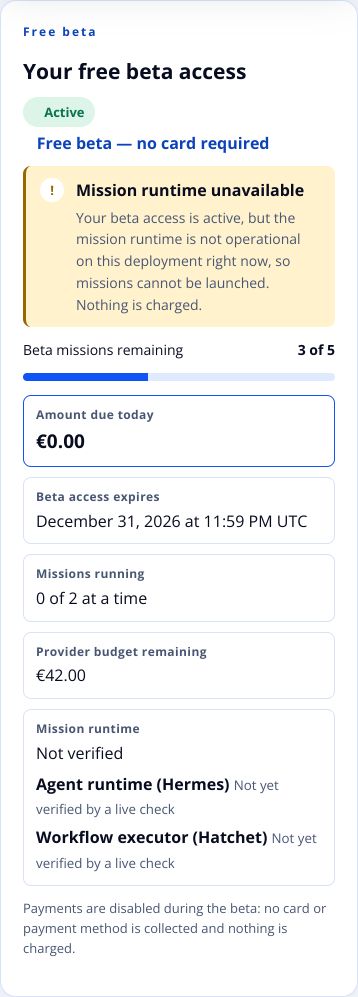 Free beta
Your free beta access
Active
Free beta — no card required
! Mission runtime unavailable
Your beta access is active, but the
mission runtime is not operational
on this deployment right now, so
missions cannot be launched.
Nothing is charged.
Beta missions remaining 3 of 5
Amount due today
€0.00
Beta access expires
December 31, 2026 at 11:59 PM UTC
Missions running
0 of 2 at a time
Provider budget remaining
€42.00
Mission runtime
Not verified
Agent runtime (Hermes) Not yet
verified by a live check
Workflow executor (Hatchet) Not yet
verified by a live check
Payments are disabled during the beta: no card or
payment method is collected and nothing is
charged.